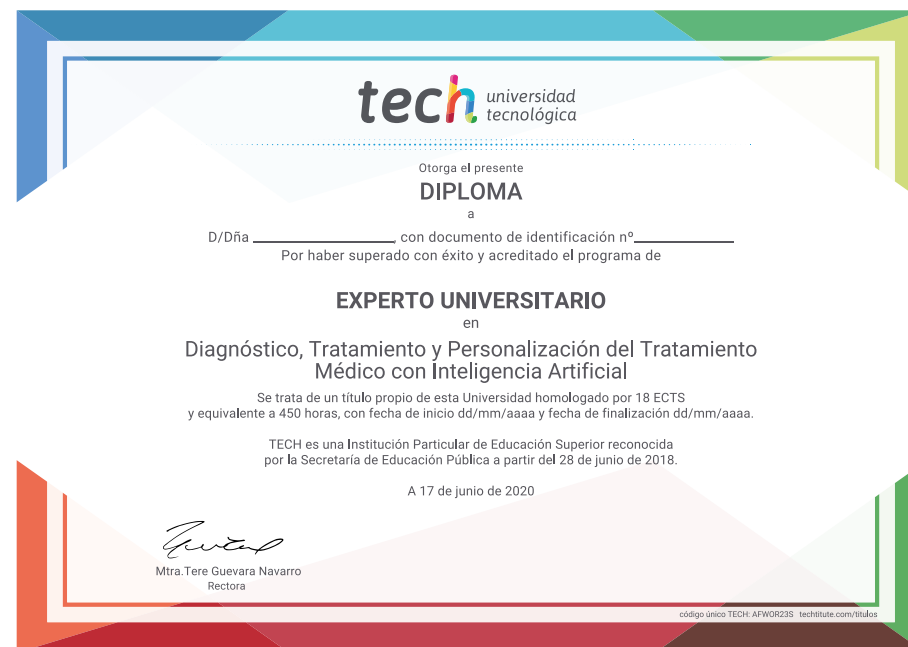 tech universidad
tecnológica
Otorga el presente
DIPLOMA
a
D/Dña ____________, con documento de identificación nº____________
Por haber superado con éxito y acreditado el programa de
EXPERTO UNIVERSITARIO
en
Diagnóstico, Tratamiento y Personalización del Tratamiento
Médico con Inteligencia Artificial
Se trata de un título propio de esta Universidad homologado por 18 ECTS
y equivalente a 450 horas, con fecha de inicio dd/mm/aaaa y fecha de finalización dd/mm/aaaa.
TECH es una Institución Particular de Educación Superior reconocida
por la Secretaría de Educación Pública a partir del 28 de junio de 2018.
A 17 de junio de 2020
Mtra.Tere Guevara Navarro
Rectora
código único TECH: AFWOR23S techtitute.com/titulos